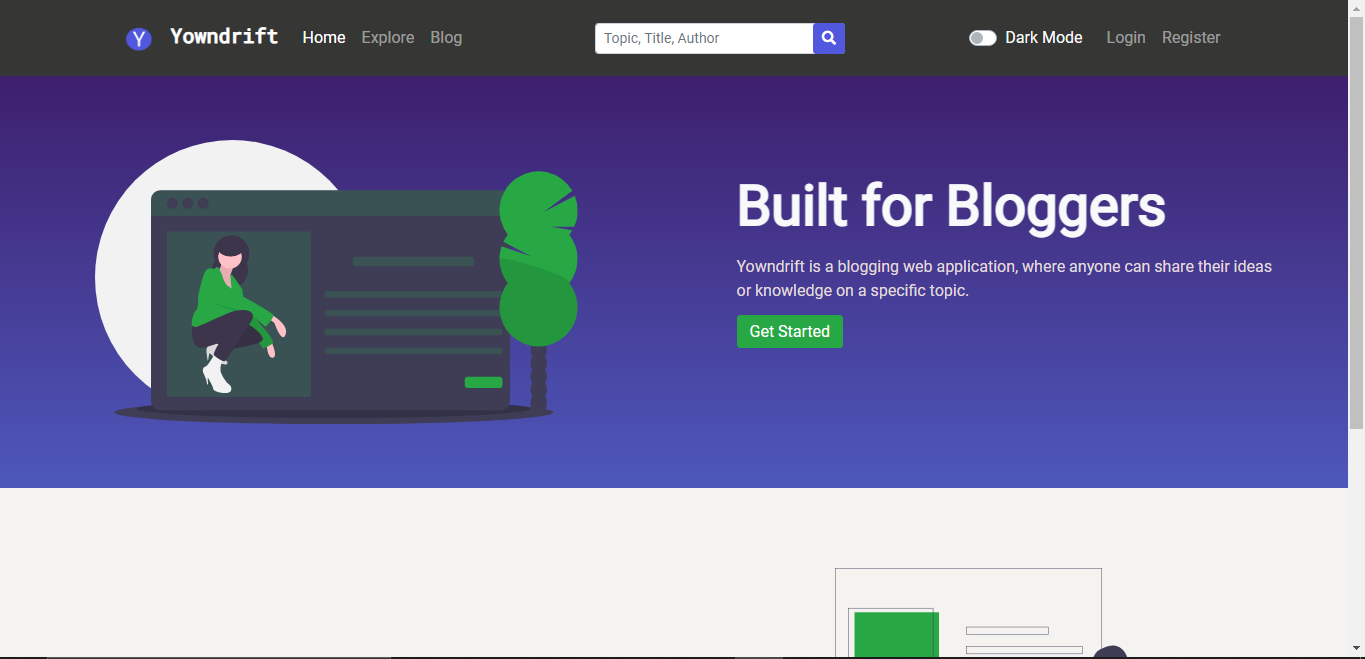 Y Yowndrift Home Explore Blog Topic, Title, Author Dark Mode Login Register
Built for Bloggers
Yowndrift is a blogging web application, where anyone can share their ideas
or knowledge on a specific topic.
Get Started